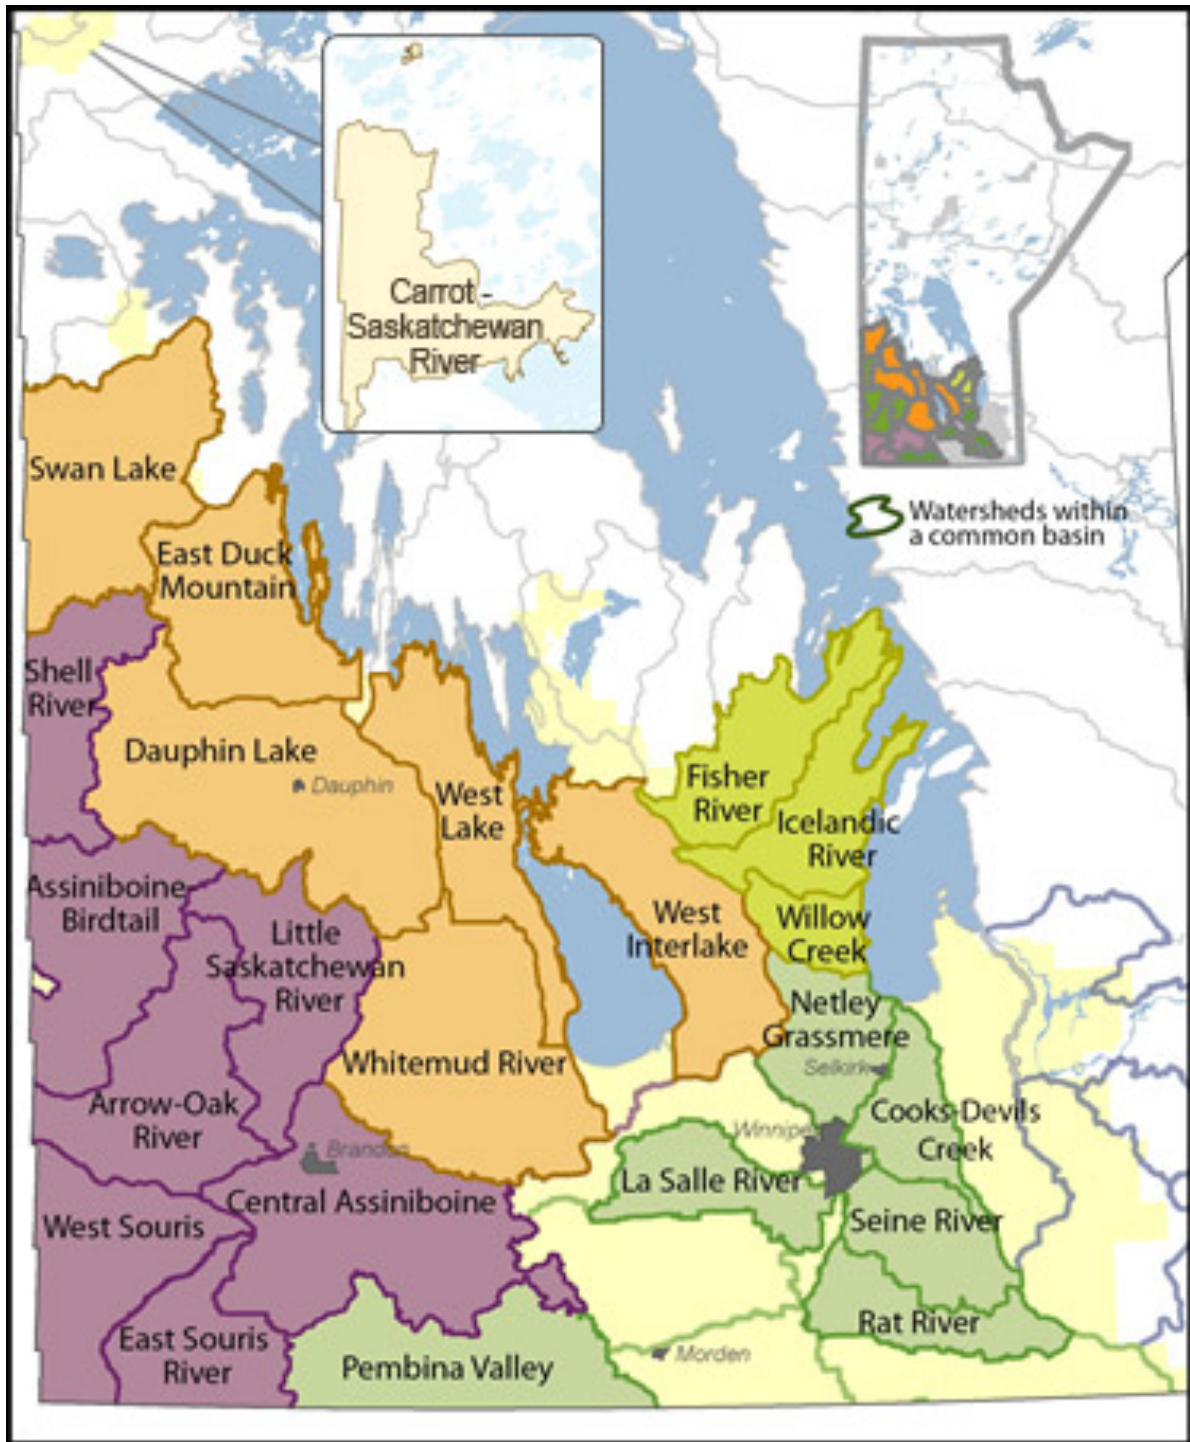 Carrot -
Saskatchewan
River
Watersheds within
a common basin
Swan Lake
East Duck
Mountain
Shell
River
Dauphin Lake
Dauphin
West
Lake
Fisher
River
Icelandic
River
Assiniboine
Birdtail
Little
Saskatchewan
River
West
Interlake
Willow
Creek
Netley
Grassmere
Selkirk
Whitemud River
Arrow-Oak
River
Brandon
Cooks-Devils
Creek
Winnipe
La Salle River
Central Assiniboine
West Souris
Seine River
Rat River
East Souris
River
Pembina Valley
Morden